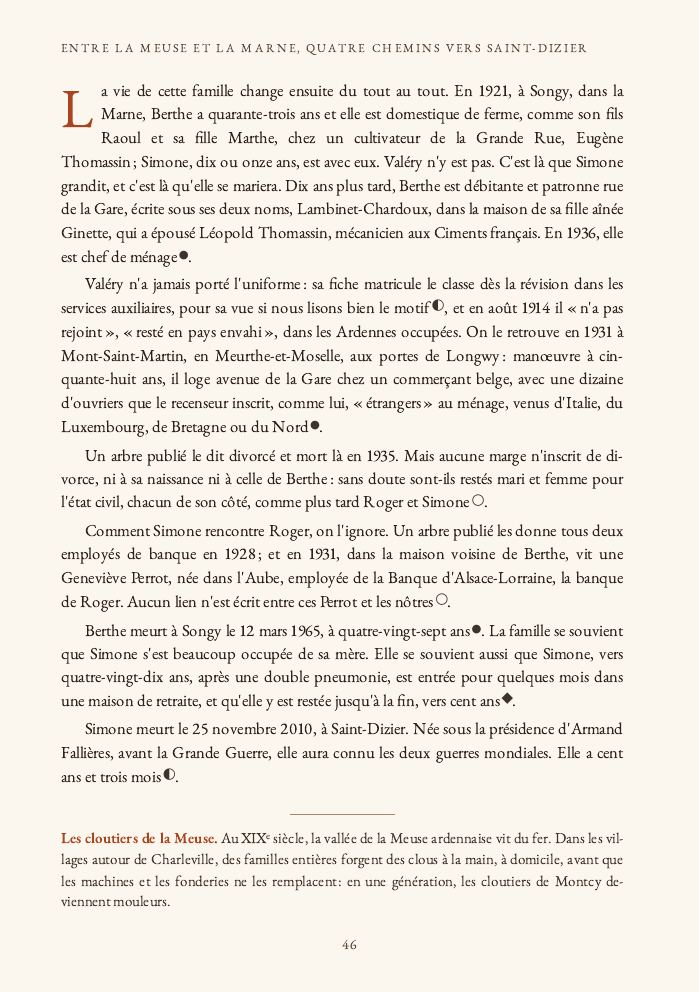 ENTRE LA MEUSE ET LA MARNE, QUATRE CHEMINS VERS SAINT-DIZIER
La vie de cette famille change ensuite du tout au tout. En 1921, à Songy, dans la
Marne, Berthe a quarante-trois ans et elle est domestique de ferme, comme son fils
Raoul et sa fille Marthe, chez un cultivateur de la Grande Rue, Eugène
Thomassin ; Simone, dix ou onze ans, est avec eux. Valéry n'y est pas. C'est là que Simone
grandit, et c'est là qu'elle se mariera. Dix ans plus tard, Berthe est débitante et patronne rue
de la Gare, écrite sous ses deux noms, Lambinet-Chardoux, dans la maison de sa fille aînée
Ginette, qui a épousé Léopold Thomassin, mécanicien aux Ciments français. En 1936, elle
est chef de ménage●.
Valéry n'a jamais porté l'uniforme : sa fiche matricule le classe dès la révision dans les
services auxiliaires, pour sa vue si nous lisons bien le motif◐, et en août 1914 il « n'a pas
rejoint », « resté en pays envahi », dans les Ardennes occupées. On le retrouve en 1931 à
Mont-Saint-Martin, en Meurthe-et-Moselle, aux portes de Longwy : manœuvre à cin-
quante-huit ans, il loge avenue de la Gare chez un commerçant belge, avec une dizaine
d'ouvriers que le recenseur inscrit, comme lui, « étrangers » au ménage, venus d'Italie, du
Luxembourg, de Bretagne ou du Nord●.
Un arbre publié le dit divorcé et mort là en 1935. Mais aucune marge n'inscrit de di-
vorce, ni à sa naissance ni à celle de Berthe : sans doute sont-ils restés mari et femme pour
l'état civil, chacun de son côté, comme plus tard Roger et Simone○.
Comment Simone rencontre Roger, on l'ignore. Un arbre publié les donne tous deux
employés de banque en 1928 ; et en 1931, dans la maison voisine de Berthe, vit une
Geneviève Perrot, née dans l'Aube, employée de la Banque d'Alsace-Lorraine, la banque
de Roger. Aucun lien n'est écrit entre ces Perrot et les nôtres○.
Berthe meurt à Songy le 12 mars 1965, à quatre-vingt-sept ans●. La famille se souvient
que Simone s'est beaucoup occupée de sa mère. Elle se souvient aussi que Simone, vers
quatre-vingt-dix ans, après une double pneumonie, est entrée pour quelques mois dans
une maison de retraite, et qu'elle y est restée jusqu'à la fin, vers cent ans◆.
Simone meurt le 25 novembre 2010, à Saint-Dizier. Née sous la présidence d'Armand
Fallières, avant la Grande Guerre, elle aura connu les deux guerres mondiales. Elle a cent
ans et trois mois◐.
Les cloutiers de la Meuse. Au XIXe siècle, la vallée de la Meuse ardennaise vit du fer. Dans les vil-
lages autour de Charleville, des familles entières forgent des clous à la main, à domicile, avant que
les machines et les fonderies ne les remplacent : en une génération, les cloutiers de Montcy de-
viennent mouleurs.
46